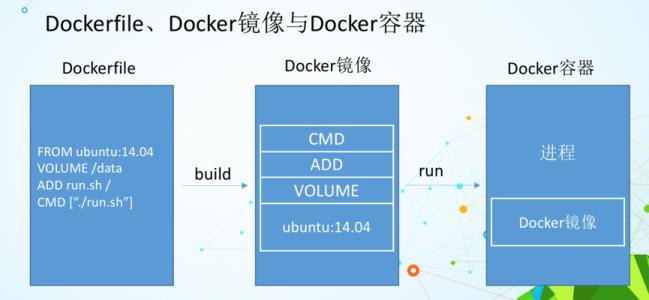 Dockerfile、Docker镜像与Docker容器
Dockerfile
FROM ubuntu:14.04
VOLUME /data
ADD run.sh /
CMD [“./run.sh”]
build
Docker镜像
CMD
ADD
VOLUME
ubuntu:14.04
run
Docker容器
进程
Docker镜像